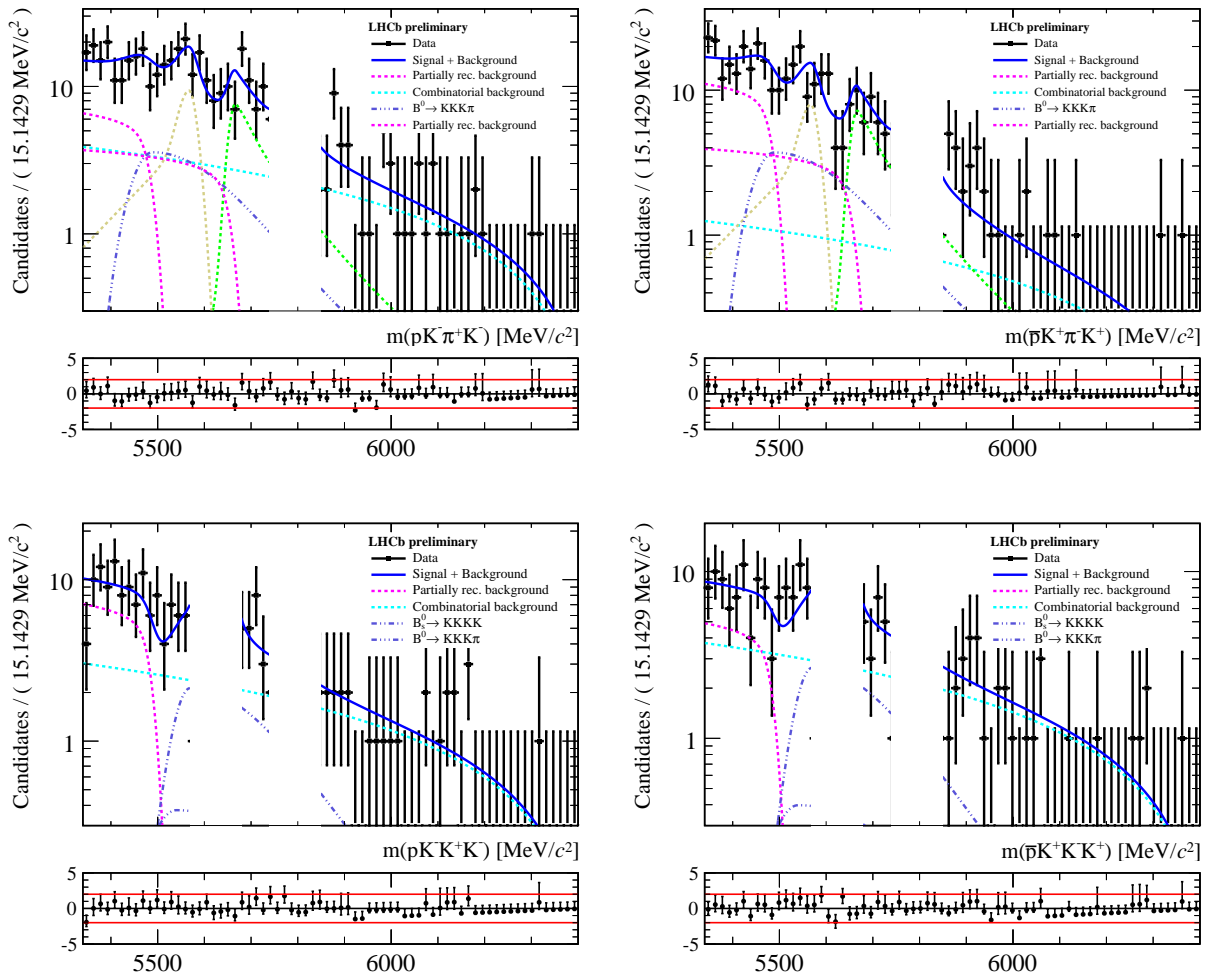 Candidates / ( 15.1429 MeV/c² )
10
1
LHCb preliminary
Data
Signal + Background
Partially rec. background
Combinatorial background
B⁰→ KKKπ
Partially rec. background
m(pK⁻π⁺K⁻) [MeV/c²]
5
0
-5
5500 6000
Candidates / ( 15.1429 MeV/c² )
10
1
LHCb preliminary
Data
Signal + Background
Partially rec. background
Combinatorial background
B⁰→ KKKπ
Partially rec. background
m(p̅K⁺π⁻K⁺) [MeV/c²]
5
0
-5
5500 6000
Candidates / ( 15.1429 MeV/c² )
10
1
LHCb preliminary
Data
Signal + Background
Partially rec. background
Combinatorial background
B⁰ₛ→ KKKK
B⁰→ KKKπ
m(pK⁻K⁺K⁻) [MeV/c²]
5
0
-5
5500 6000
Candidates / ( 15.1429 MeV/c² )
10
1
LHCb preliminary
Data
Signal + Background
Partially rec. background
Combinatorial background
B⁰ₛ→ KKKK
B⁰→ KKKπ
m(p̅K⁺K⁻K⁺) [MeV/c²]
5
0
-5
5500 6000